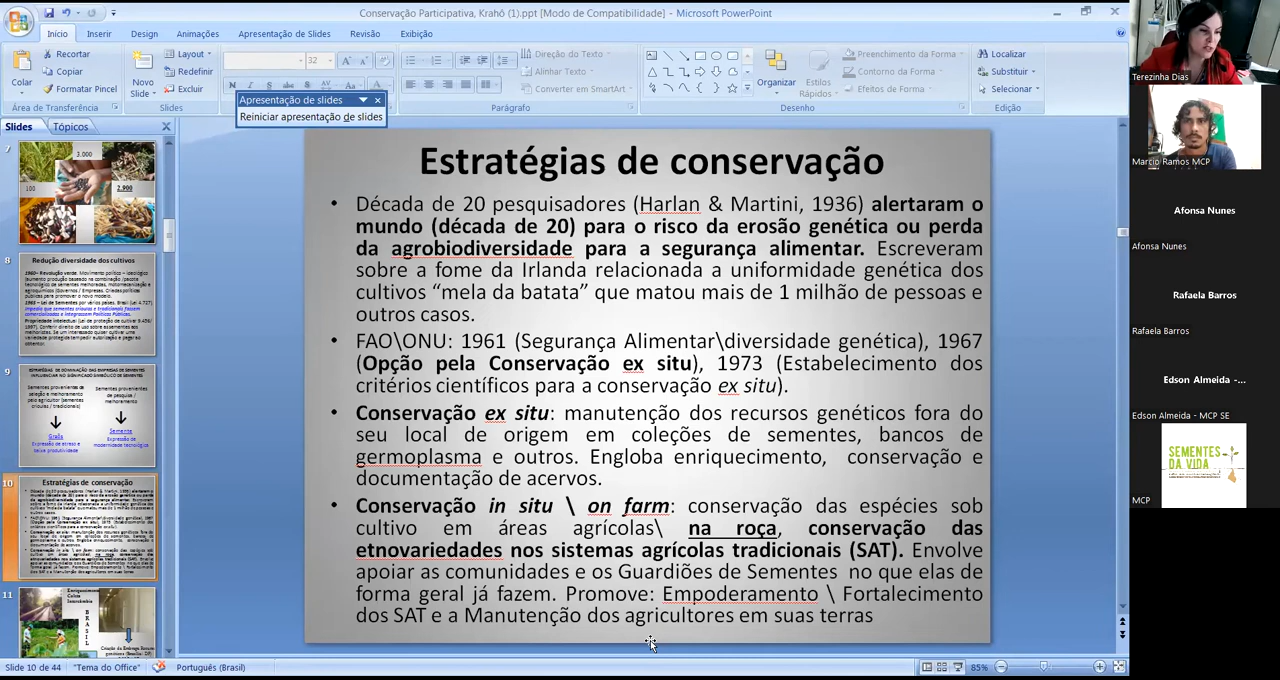 Conservação Participativa, Krahô (1).ppt [Modo de Compatibilidade] - Microsoft PowerPoint
Início
Inserir
Design
Animações
Apresentação de Slides
Revisão
Exibição
Colar
Recortar
Copiar
Formatar Pincel
Área de Transferência
Novo
Slide
Layout
Redefinir
Excluir
Slides
32
Direção do Texto
Alinhar Texto
Converter em SmartArt
Parágrafo
Organizar
Estilos
Rápidos
Preenchimento da Forma
Contorno da Forma
Efeitos de Forma
Desenho
Localizar
Substituir
Selecionar
Edição
Apresentação de slides
Reiniciar apresentação de slides
Slides
Tópicos
7
3.000
100
2.900
8
Redução diversidade dos cultivos
9
10
Estratégias de conservação
11
Estratégias de conservação
• Década de 20 pesquisadores (Harlan & Martini, 1936) alertaram o
mundo (década de 20) para o risco da erosão genética ou perda
da agrobiodiversidade para a segurança alimentar. Escreveram
sobre a fome da Irlanda relacionada a uniformidade genética dos
cultivos “mela da batata” que matou mais de 1 milhão de pessoas e
outros casos.
• FAO\ONU: 1961 (Segurança Alimentar\diversidade genética), 1967
(Opção pela Conservação ex situ), 1973 (Estabelecimento dos
critérios científicos para a conservação ex situ).
• Conservação ex situ: manutenção dos recursos genéticos fora do
seu local de origem em coleções de sementes, bancos de
germoplasma e outros. Engloba enriquecimento, conservação e
documentação de acervos.
• Conservação in situ \ on farm: conservação das espécies sob
cultivo em áreas agrícolas\ na roça, conservação das
etnovariedades nos sistemas agrícolas tradicionais (SAT). Envolve
apoiar as comunidades e os Guardiões de Sementes no que elas de
forma geral já fazem. Promove: Empoderamento \ Fortalecimento
dos SAT e a Manutenção dos agricultores em suas terras
Slide 10 de 44
"Tema do Office"
Português (Brasil)
85%
Terezinha Dias
Marcio Ramos MCP
Afonsa Nunes
Afonsa Nunes
Rafaela Barros
Rafaela Barros
Edson Almeida -...
Edson Almeida - MCP SE
SEMENTES
DA VIDA
MCP